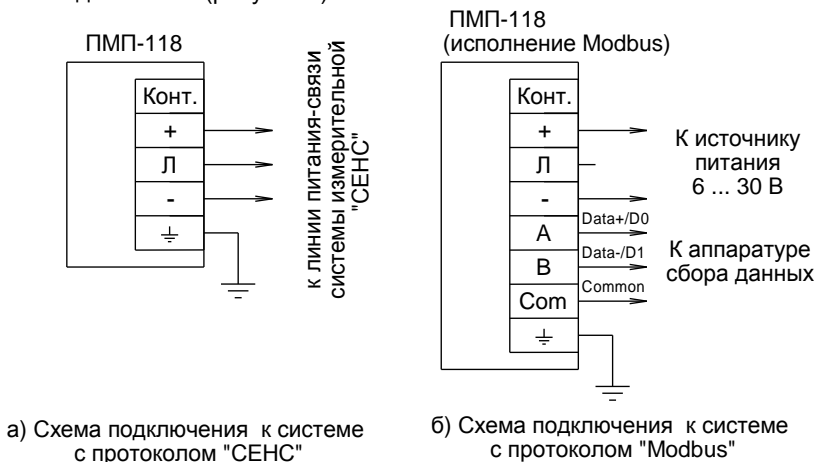 ПМП-118
Конт.
+
Л
-
к линии питания-связи
системы измерительной
"СЕНС"
а) Схема подключения к системе
с протоколом "СЕНС"
ПМП-118
(исполнение Modbus)
Конт.
+
Л
-
A
B
Com
Data+/D0
Data-/D1
Common
К источнику
питания
6 ... 30 В
К аппаратуре
сбора данных
б) Схема подключения к системе
с протоколом "Modbus"